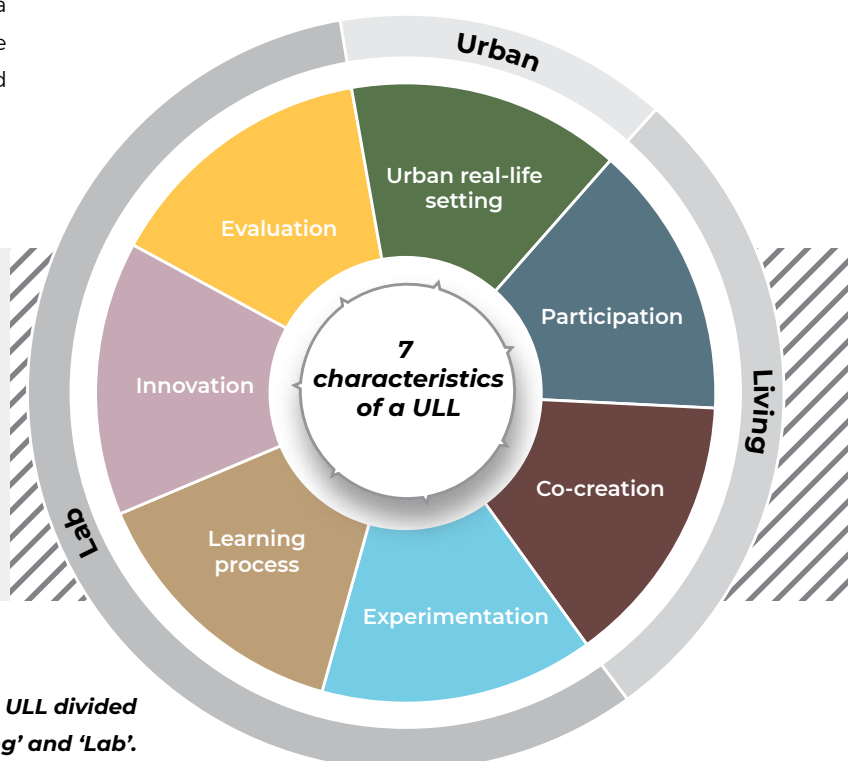 a
e
d
Urban
Urban real-life
setting
Evaluation
Participation
7
characteristics
of a ULL
Innovation
Living
Co-creation
Lab
Learning
process
Experimentation
ULL divided
g’ and ‘Lab’.